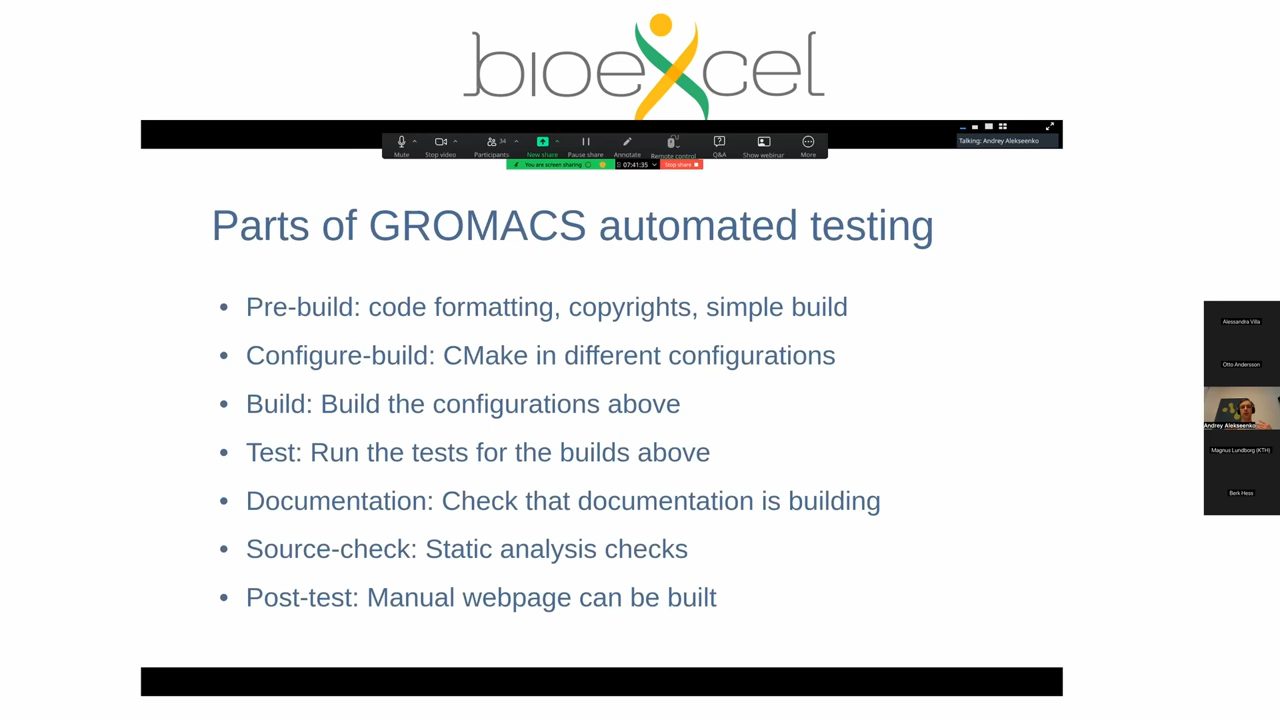 bioexcel
Talking: Andrey Alekseenko
Mute
Stop video
Participants
34
New share
Pause share
Annotate
Remote control
Q&A
Show webinar
More
You are screen sharing
07:41:35
Stop share
Parts of GROMACS automated testing
• Pre-build: code formatting, copyrights, simple build
• Configure-build: CMake in different configurations
• Build: Build the configurations above
• Test: Run the tests for the builds above
• Documentation: Check that documentation is building
• Source-check: Static analysis checks
• Post-test: Manual webpage can be built
Alessandra Villa
Otto Andersson
Andrey Alekseenko
Magnus Lundborg (KTH)
Berk Hess